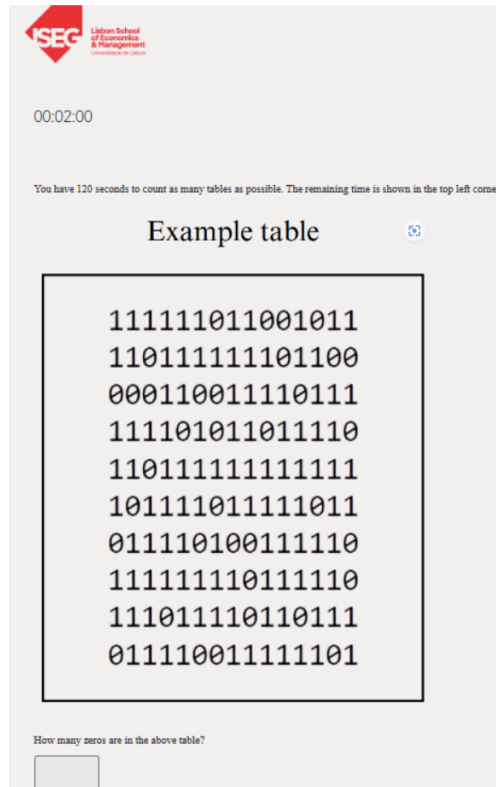 ISEG
Lisbon School
of Economics
& Management
Universidade de Lisboa
00:02:00
You have 120 seconds to count as many tables as possible. The remaining time is shown in the top left corne
Example table
111111011001011
110111111101100
000110011110111
111101011011110
110111111111111
101111011111011
011110100111110
111111110111110
111011110110111
011110011111101
How many zeros are in the above table?